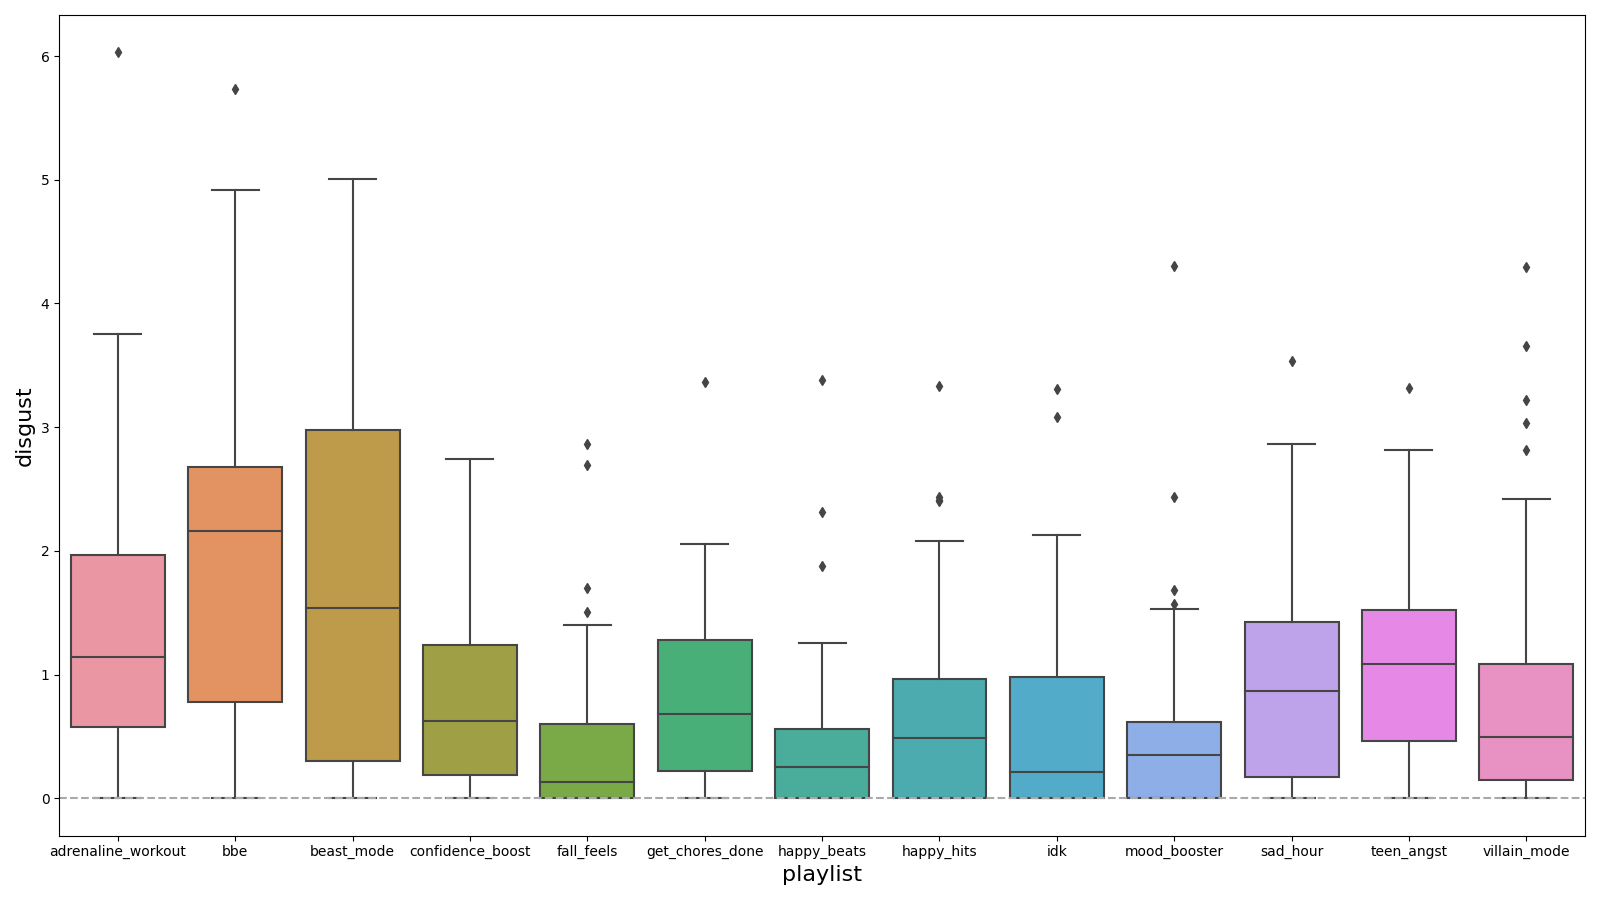 disgust
6
5
4
3
2
1
0
adrenaline_workout bbe beast_mode confidence_boost fall_feels get_chores_done happy_beats happy_hits idk mood_booster sad_hour teen_angst villain_mode
playlist